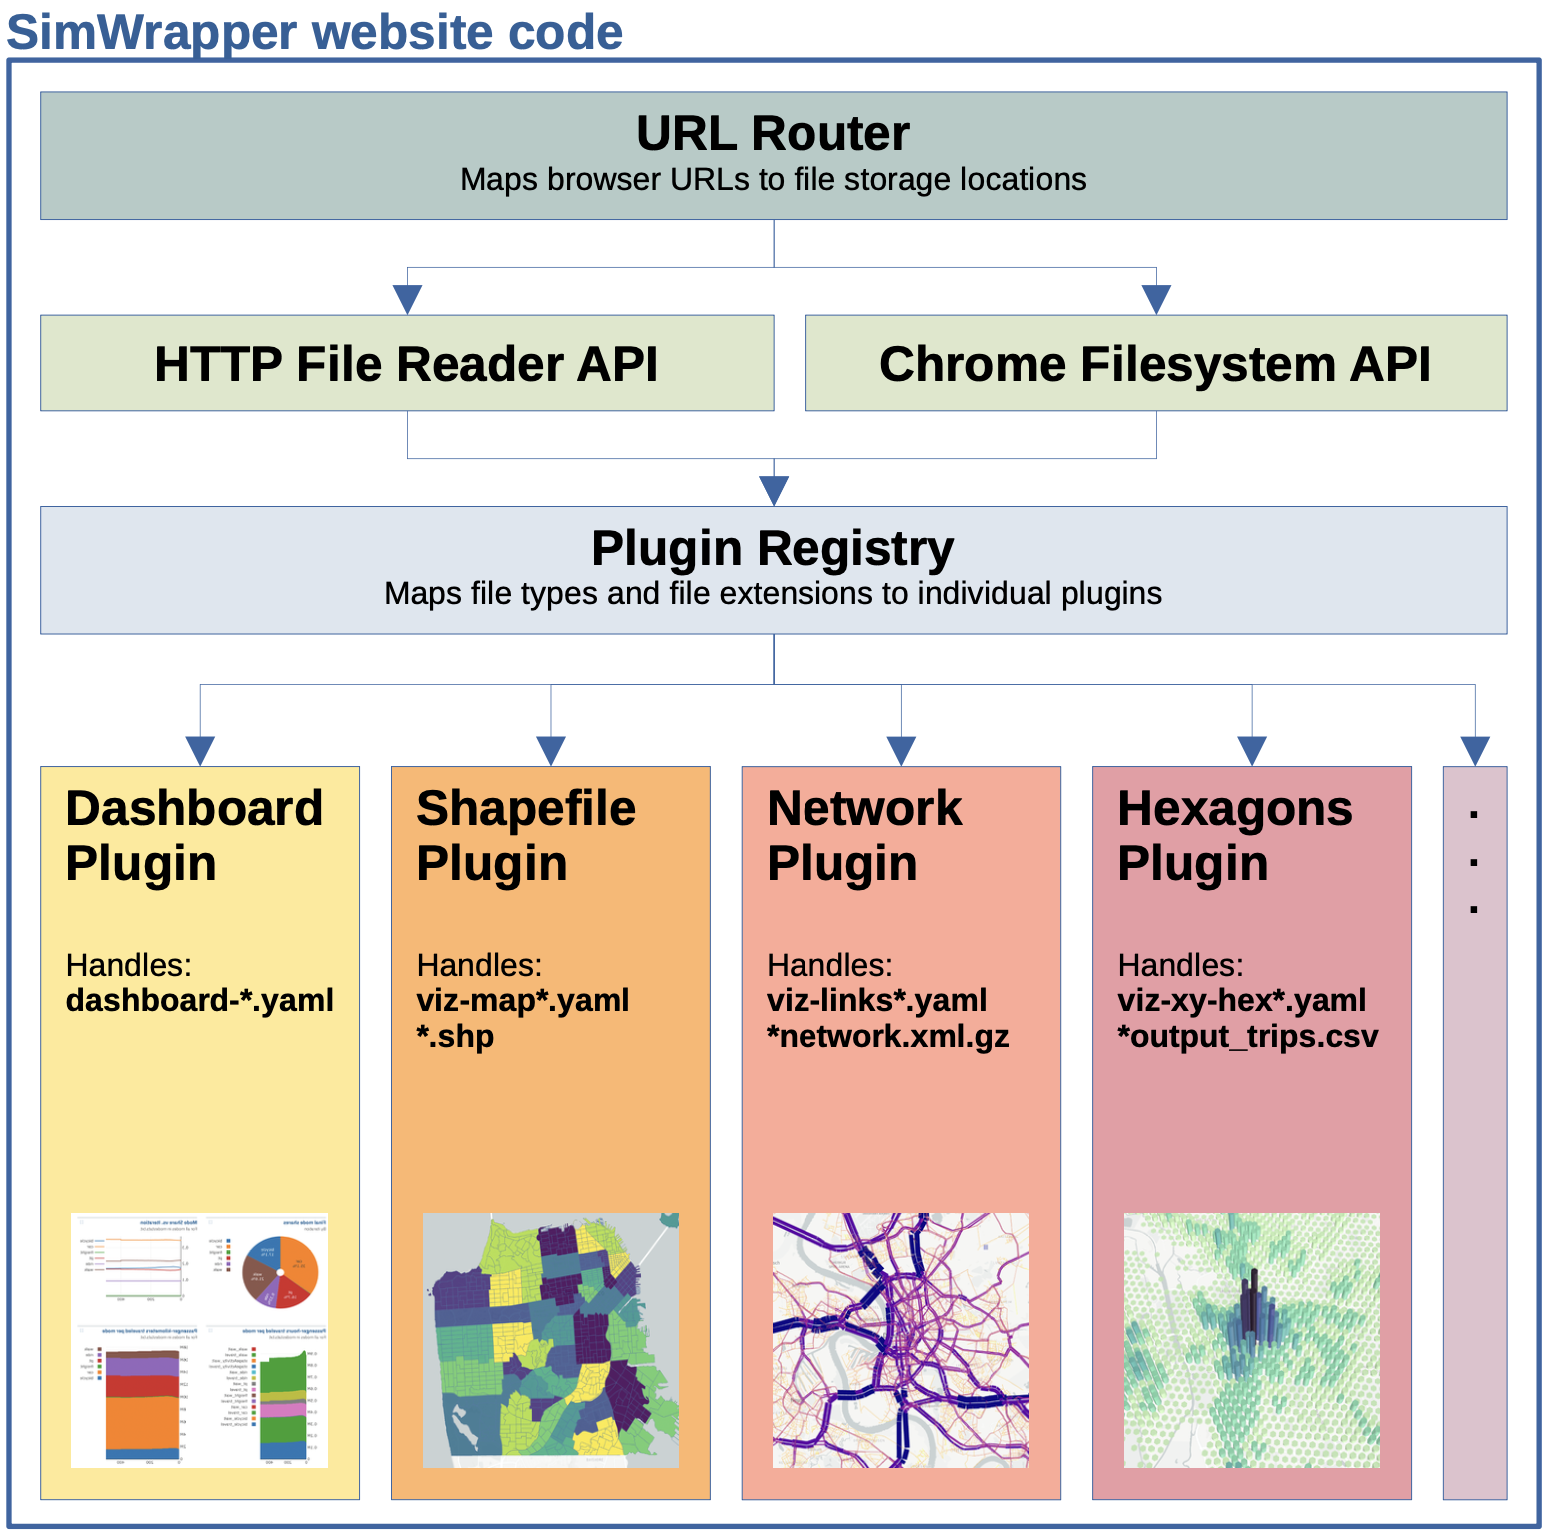 SimWrapper website code
URL Router
Maps browser URLs to file storage locations
HTTP File Reader API
Chrome Filesystem API
Plugin Registry
Maps file types and file extensions to individual plugins
Dashboard
Plugin
Handles:
dashboard-*.yaml
Shapefile
Plugin
Handles:
viz-map*.yaml
*.shp
Network
Plugin
Handles:
viz-links*.yaml
*network.xml.gz
Hexagons
Plugin
Handles:
viz-xy-hex*.yaml
*output_trips.csv
.
.
.